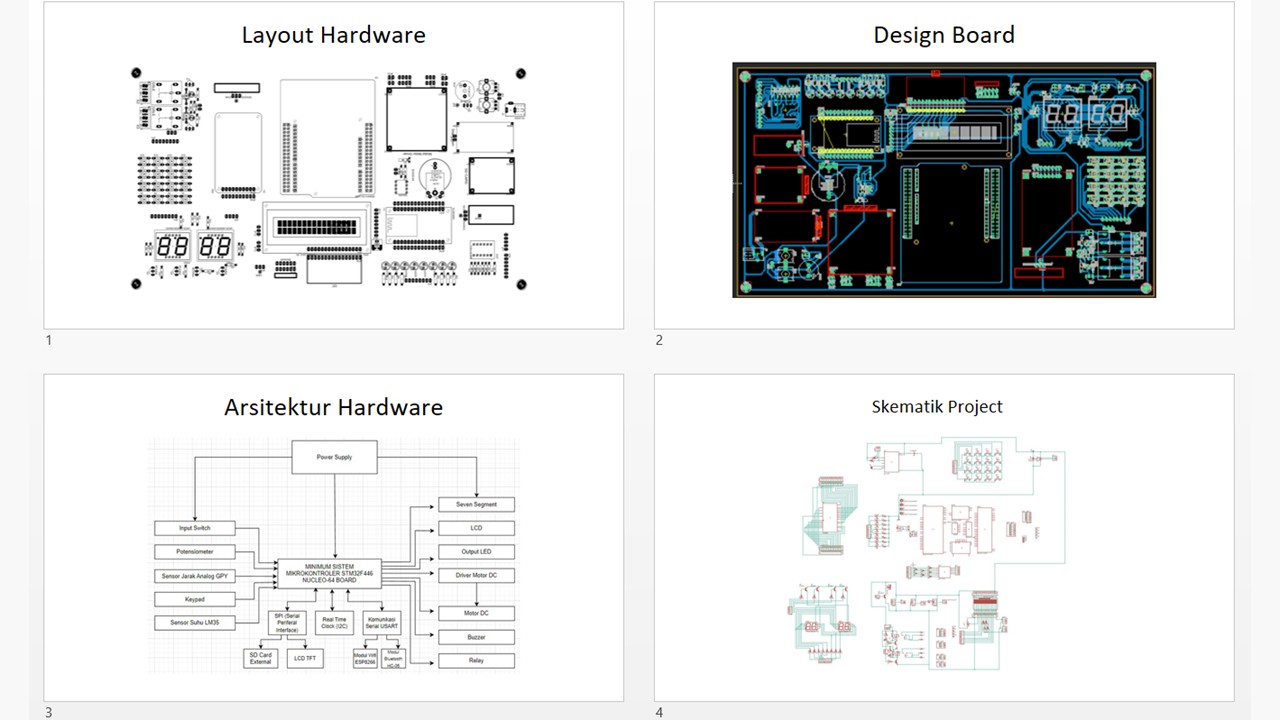 Layout Hardware
1
Design Board
2
Arsitektur Hardware
Power Supply
Input Switch
Potensiometer
Sensor Jarak Analog GPY
Keypad
Sensor Suhu LM35
MINIMUM SISTEM
MIKROKONTROLER STM32F446
NUCLEO-64 BOARD
Seven Segment
LCD
Output LED
Driver Motor DC
Motor DC
Buzzer
Relay
SPI (Serial
Periferal
Interface)
Real Time
Clock (I2C)
Komunikasi
Serial USART
SD Card
External
LCD TFT
Modul Wifi
ESP8266
Modul
3
Skematik Project
4